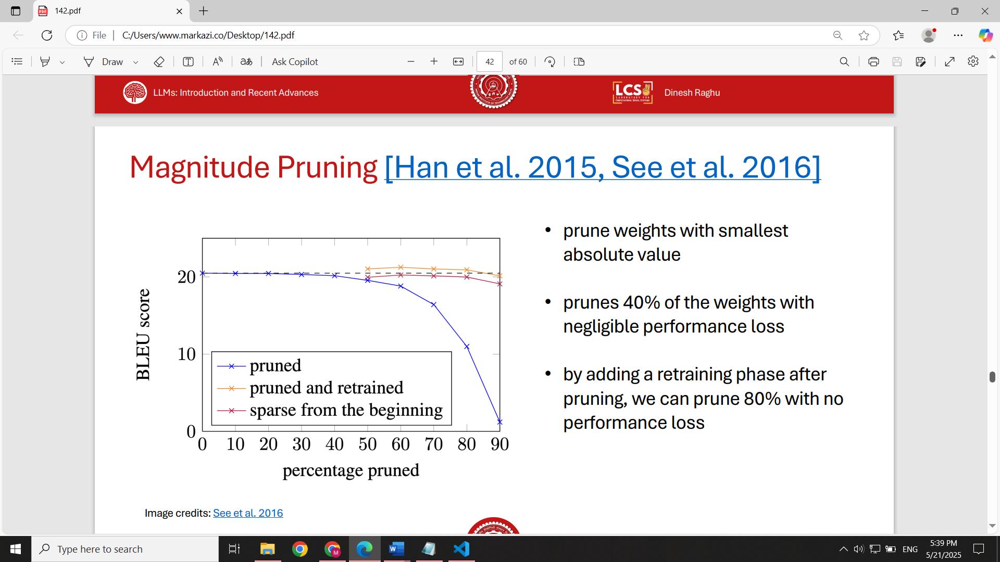 142.pdf
File
C:/Users/www.markazi.co/Desktop/142.pdf
Draw
Ask Copilot
42 of 60
LLMs: Introduction and Recent Advances
LCS
LABORATORY FOR
COMPUTATIONAL SOCIAL SYSTEMS
Dinesh Raghu
Magnitude Pruning [Han et al. 2015, See et al. 2016]
BLEU score
20
10
0
pruned
pruned and retrained
sparse from the beginning
0 10 20 30 40 50 60 70 80 90
percentage pruned
• prune weights with smallest
absolute value
• prunes 40% of the weights with
negligible performance loss
• by adding a retraining phase after
pruning, we can prune 80% with no
performance loss
Image credits: See et al. 2016
Type here to search
ENG
5:39 PM
5/21/2025